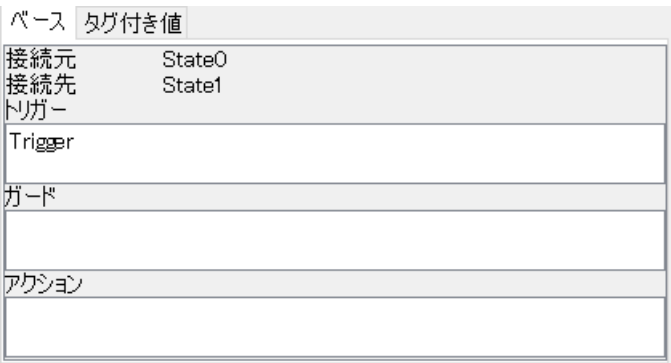 ベース タグ付き値
接続元 State0
接続先 State1
トリガー
Trigger
ガード
アクション